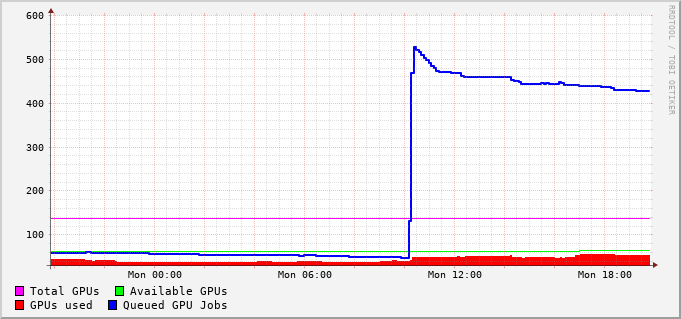 600
500
400
300
200
100
Mon 00:00 Mon 06:00 Mon 12:00 Mon 18:00
Total GPUs Available GPUs
GPUs used Queued GPU Jobs
RRDTOOL / TOBI OETIKER